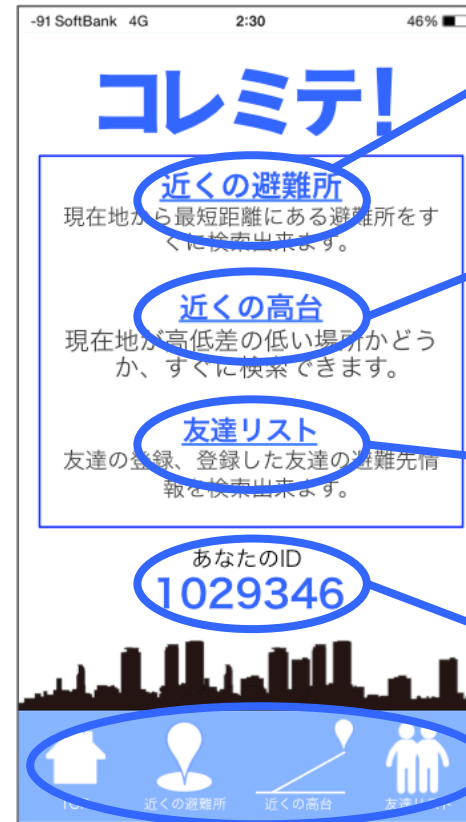 -91 SoftBank 4G 2:30 46%
コレミテ!
近くの避難所
現在地から最短距離にある避難所をす
ぐに検索出来ます。
近くの高台
現在地が高低差の低い場所かどう
か、すぐに検索できます。
友達リスト
友達の登録、登録した友達の避難先情
報を検索出来ます。
あなたのID
1029346
TOP 近くの避難所 近くの高台 友達リスト